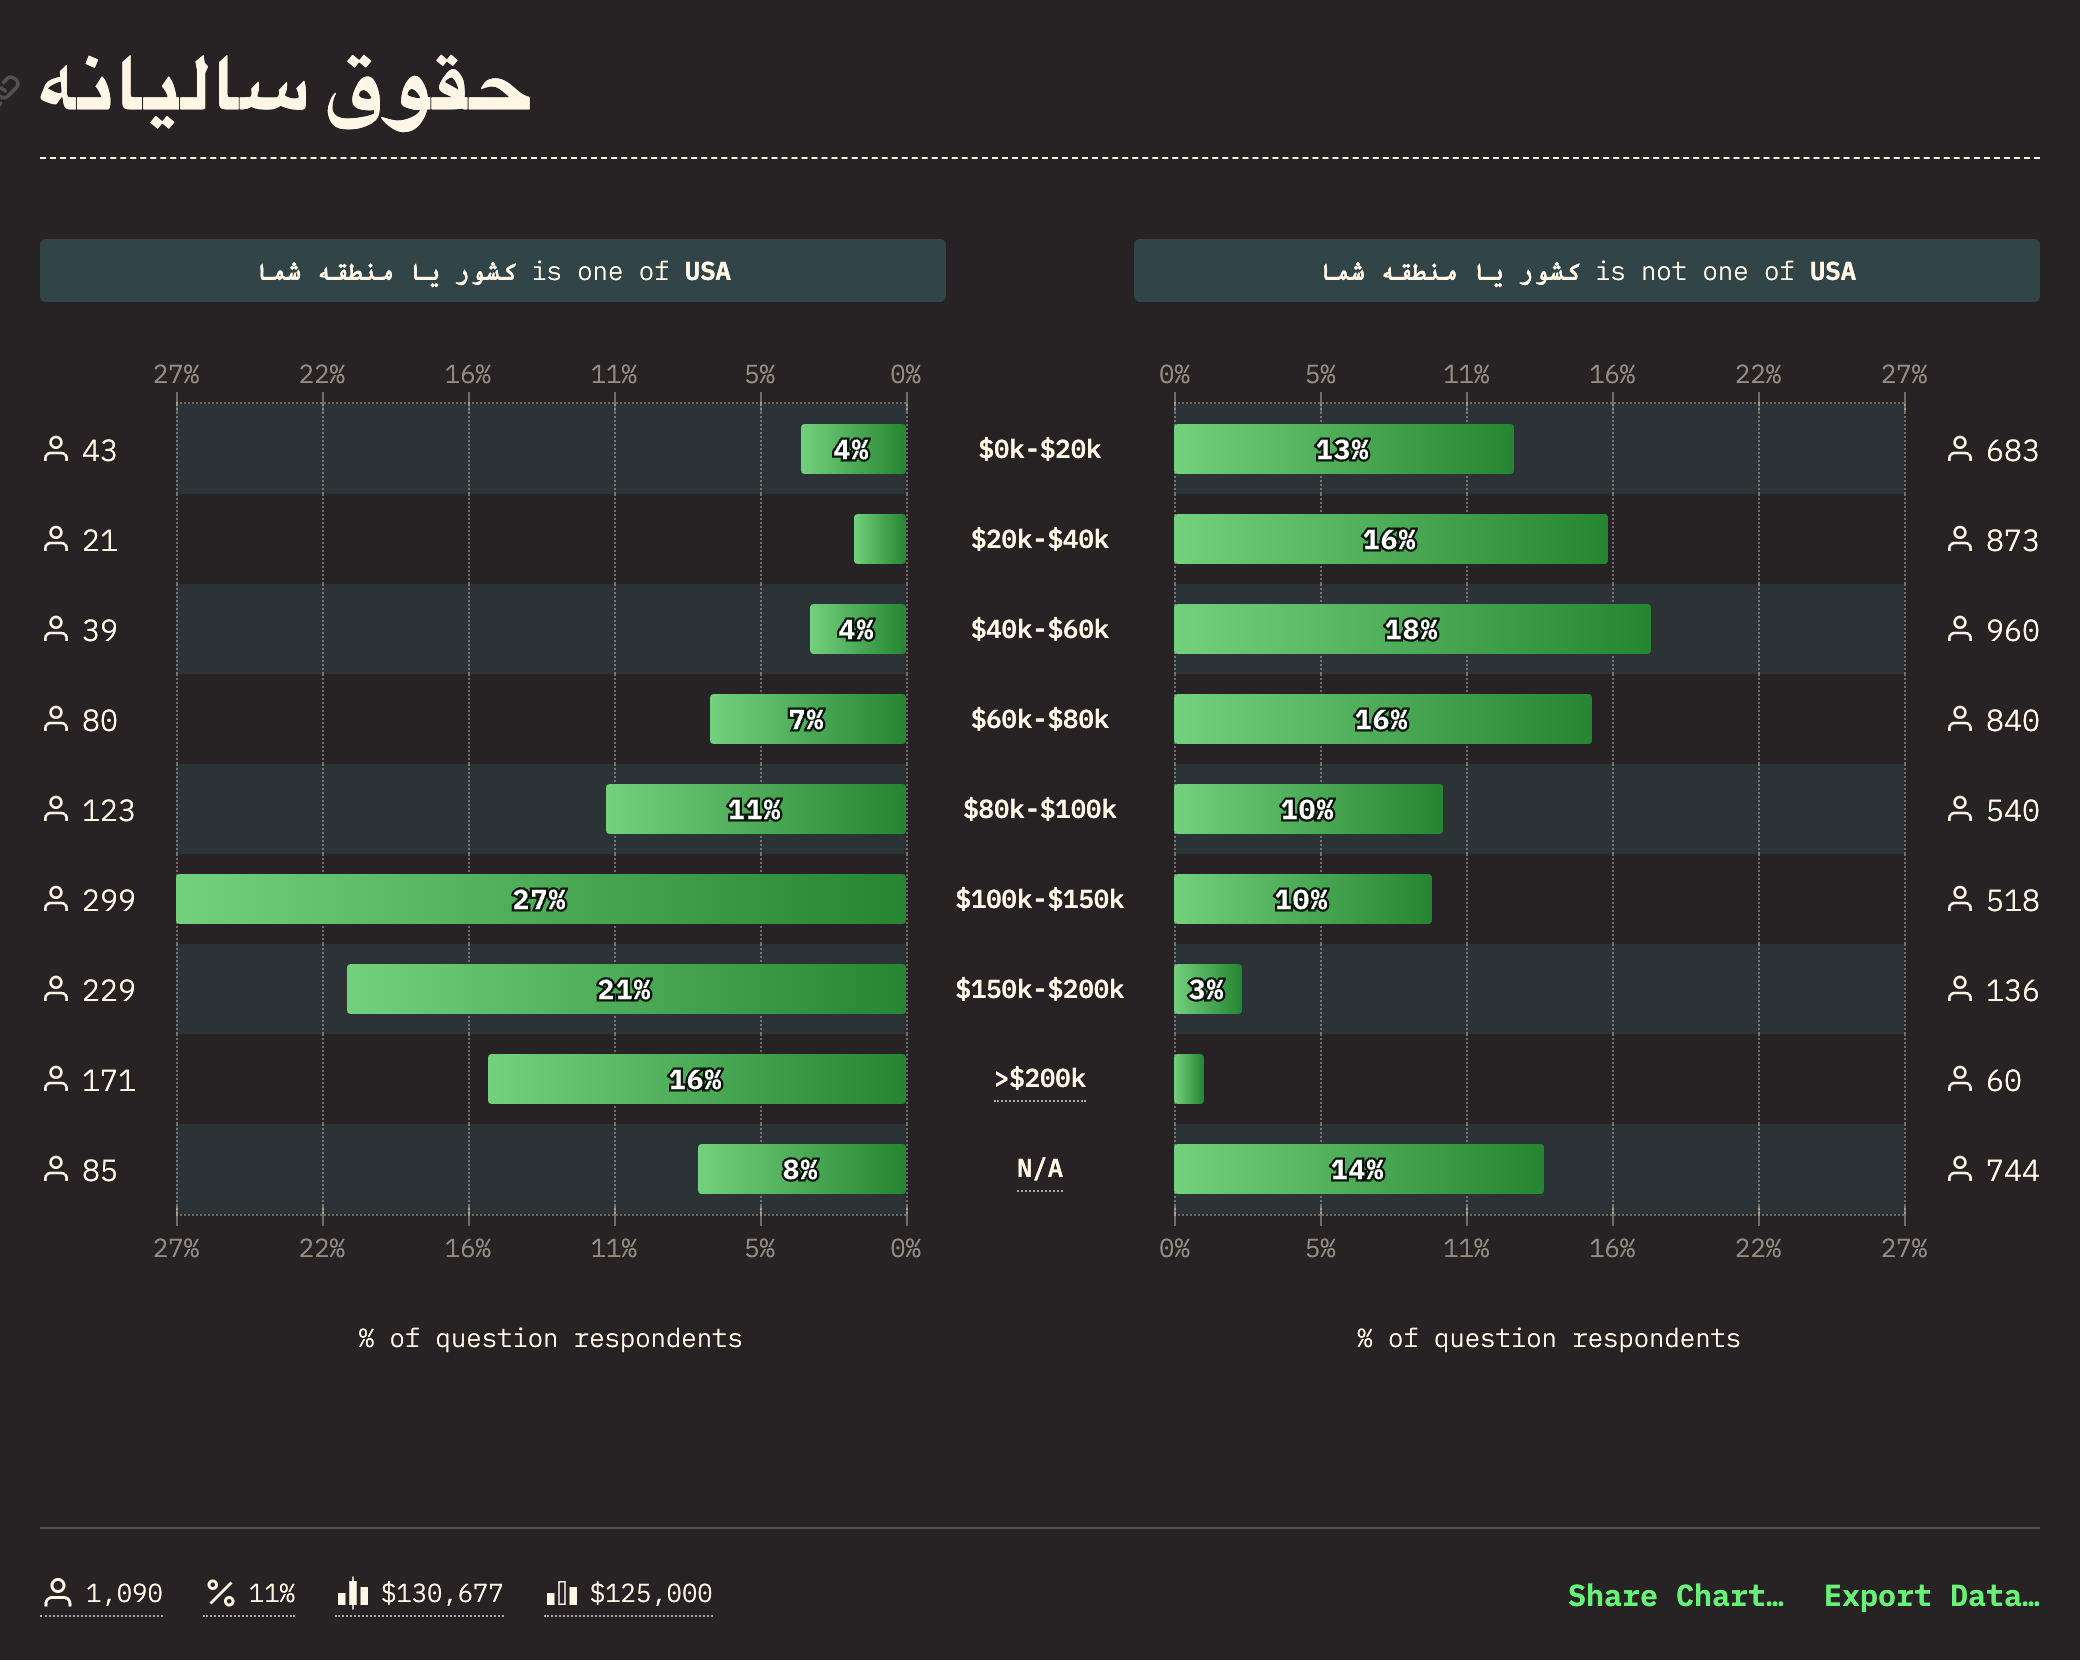 حقوق سالیانه
کشور یا منطقه شما is one of USA
کشور یا منطقه شما is not one of USA
27% 22% 16% 11% 5% 0%
0% 5% 11% 16% 22% 27%
43 4% $0k-$20k 13% 683
21 $20k-$40k 16% 873
39 4% $40k-$60k 18% 960
80 7% $60k-$80k 16% 840
123 11% $80k-$100k 10% 540
299 27% $100k-$150k 10% 518
229 21% $150k-$200k 3% 136
171 16% >$200k 60
85 8% N/A 14% 744
27% 22% 16% 11% 5% 0%
0% 5% 11% 16% 22% 27%
% of question respondents
% of question respondents
1,090 11% $130,677 $125,000
Share Chart… Export Data…